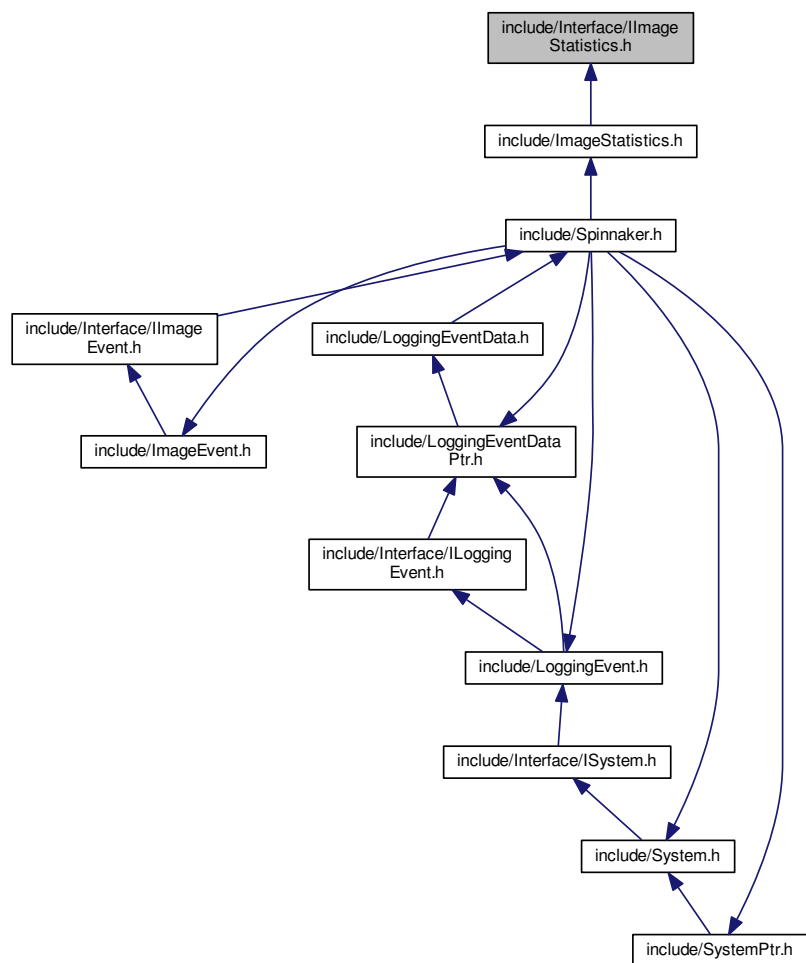 include/Interface/IImage
Statistics.h
include/ImageStatistics.h
include/Spinnaker.h
include/Interface/IImage
Event.h
include/LoggingEventData.h
include/ImageEvent.h
include/LoggingEventData
Ptr.h
include/Interface/ILogging
Event.h
include/LoggingEvent.h
include/Interface/ISystem.h
include/System.h
include/SystemPtr.h